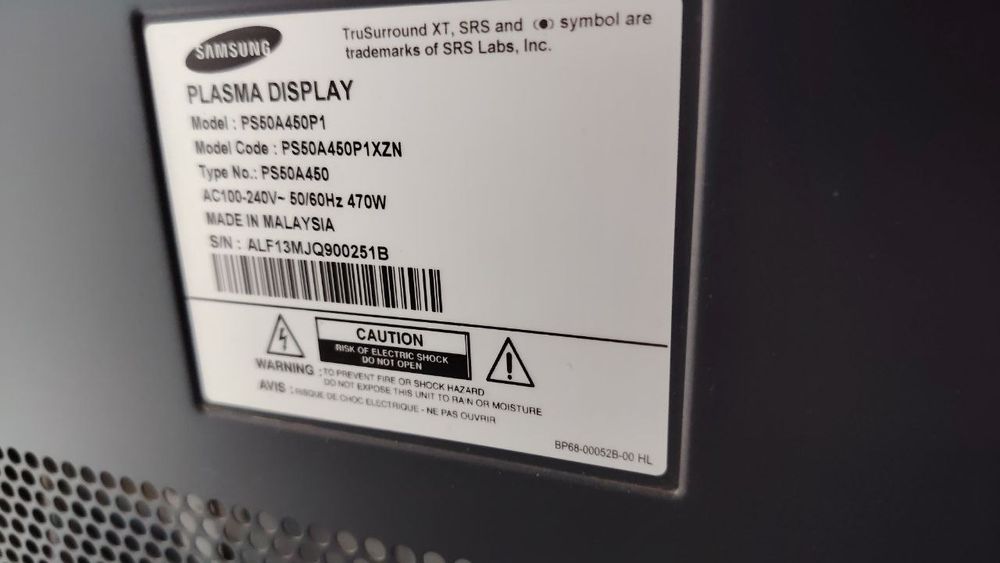 SAMSUNG
TruSurround XT, SRS and (●) symbol are
trademarks of SRS Labs, Inc.
PLASMA DISPLAY
Model : PS50A450P1
Model Code : PS50A450P1XZN
Type No.: PS50A450
AC100-240V~ 50/60Hz 470W
MADE IN MALAYSIA
S/N : ALF13MJQ900251B
CAUTION
RISK OF ELECTRIC SHOCK
DO NOT OPEN
WARNING : TO PREVENT FIRE OR SHOCK HAZARD
DO NOT EXPOSE THIS UNIT TO RAIN OR MOISTURE
AVIS : RISQUE DE CHOC ELECTRIQUE - NE PAS OUVRIR
BP68-00052B-00 HL